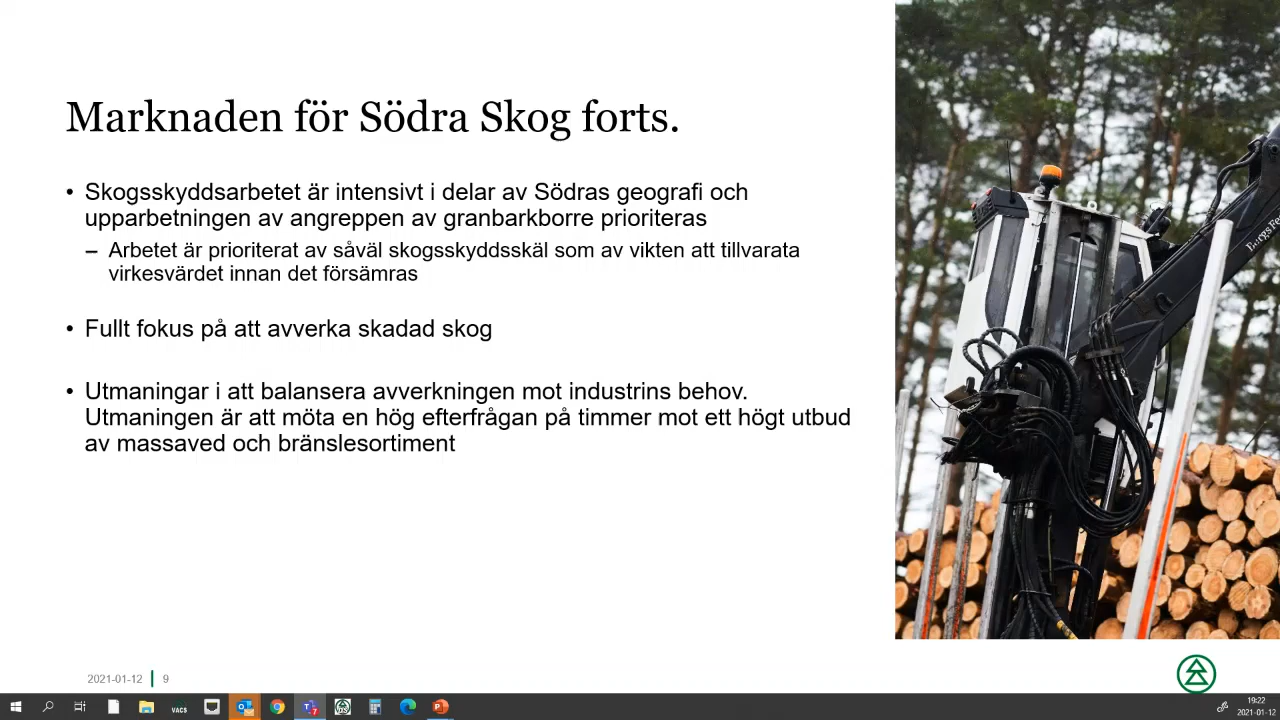 Marknaden för Södra Skog forts.
• Skogsskyddsarbetet är intensivt i delar av Södras geografi och
upparbetningen av angreppen av granbarkborre prioriteras
– Arbetet är prioriterat av såväl skogsskyddsskäl som av vikten att tillvarata
virkesvärdet innan det försämras
• Fullt fokus på att avverka skadad skog
• Utmaningar i att balansera avverkningen mot industrins behov.
Utmaningen är att möta en hög efterfrågan på timmer mot ett högt utbud
av massaved och bränslesortiment
2021-01-12 9
VACS
7
19:22
2021-01-12